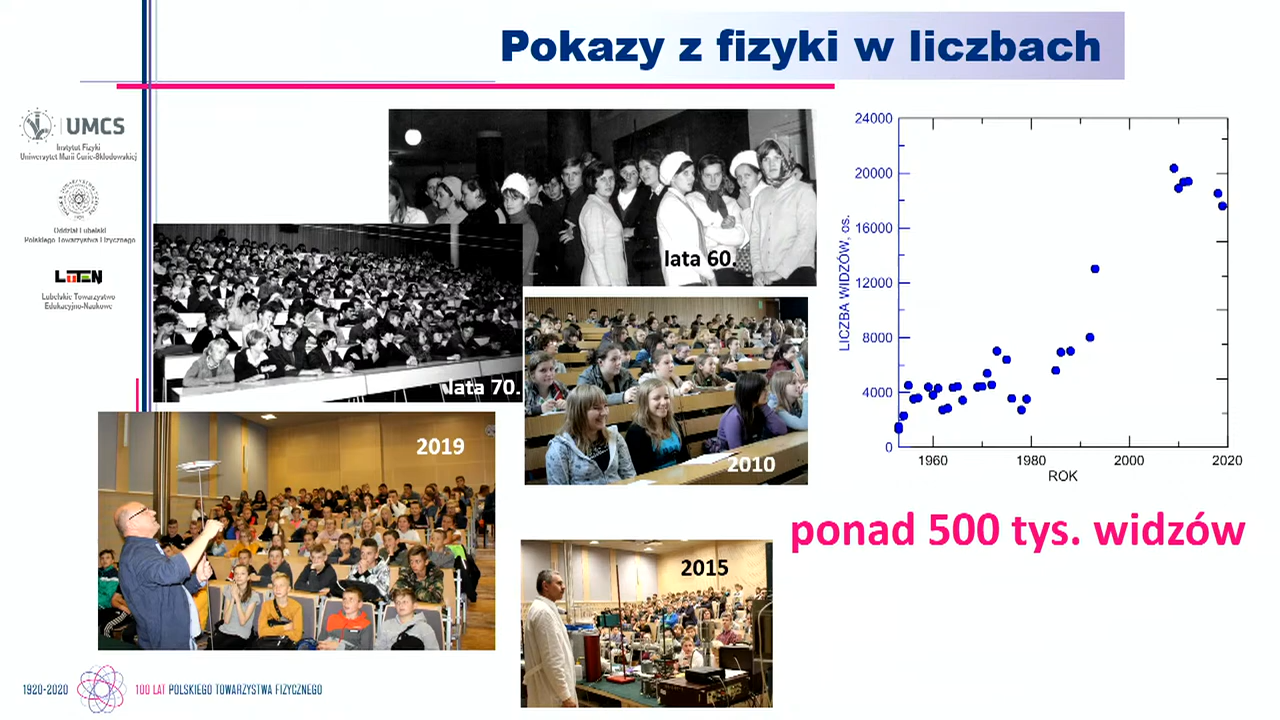 Pokazy z fizyki w liczbach
UMCS
Instytut Fizyki
Uniwersytet Marii Curie-Skłodowskiej
Oddział Lubelski
Polskiego Towarzystwa Fizycznego
LTEN
Lubelskie Towarzystwo
Edukacyjno-Naukowe
lata 60.
lata 70.
2010
2019
2015
24000
20000
16000
12000
8000
4000
0
LICZBA WIDZÓW, os.
1960
1980
2000
2020
ROK
ponad 500 tys. widzów
1920-2020
100 LAT POLSKIEGO TOWARZYSTWA FIZYCZNEGO